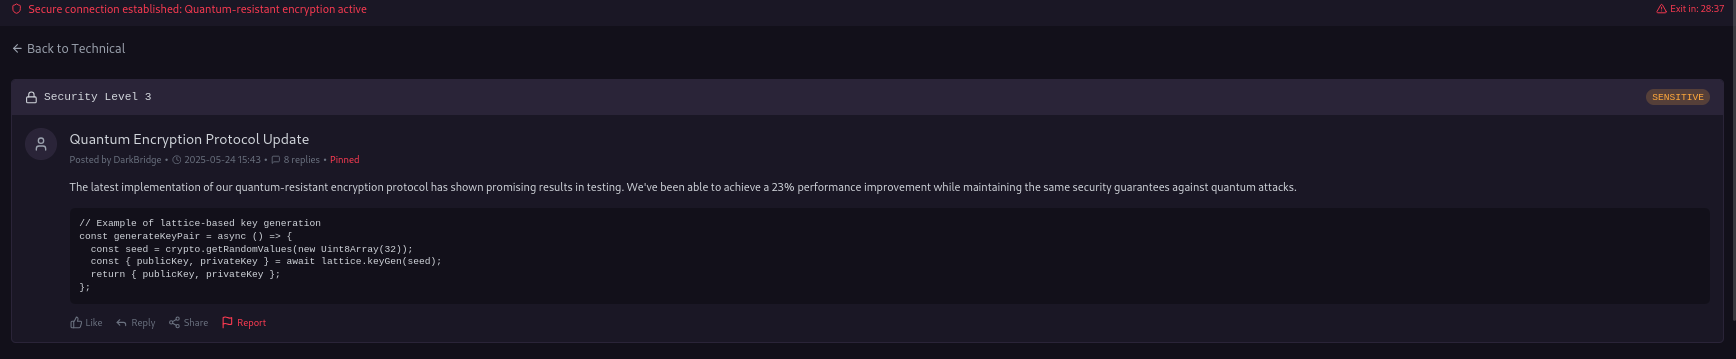 Secure connection established: Quantum-resistant encryption active
Exit in: 28:37
Back to Technical
Security Level 3
SENSITIVE
Quantum Encryption Protocol Update
Posted by DarkBridge • 2025-05-24 15:43 • 8 replies • Pinned
The latest implementation of our quantum-resistant encryption protocol has shown promising results in testing. We've been able to achieve a 23% performance improvement while maintaining the same security guarantees against quantum attacks.
// Example of lattice-based key generation
const generateKeyPair = async () => {
  const seed = crypto.getRandomValues(new Uint8Array(32));
  const { publicKey, privateKey } = await lattice.keyGen(seed);
  return { publicKey, privateKey };
};
Like Reply Share Report